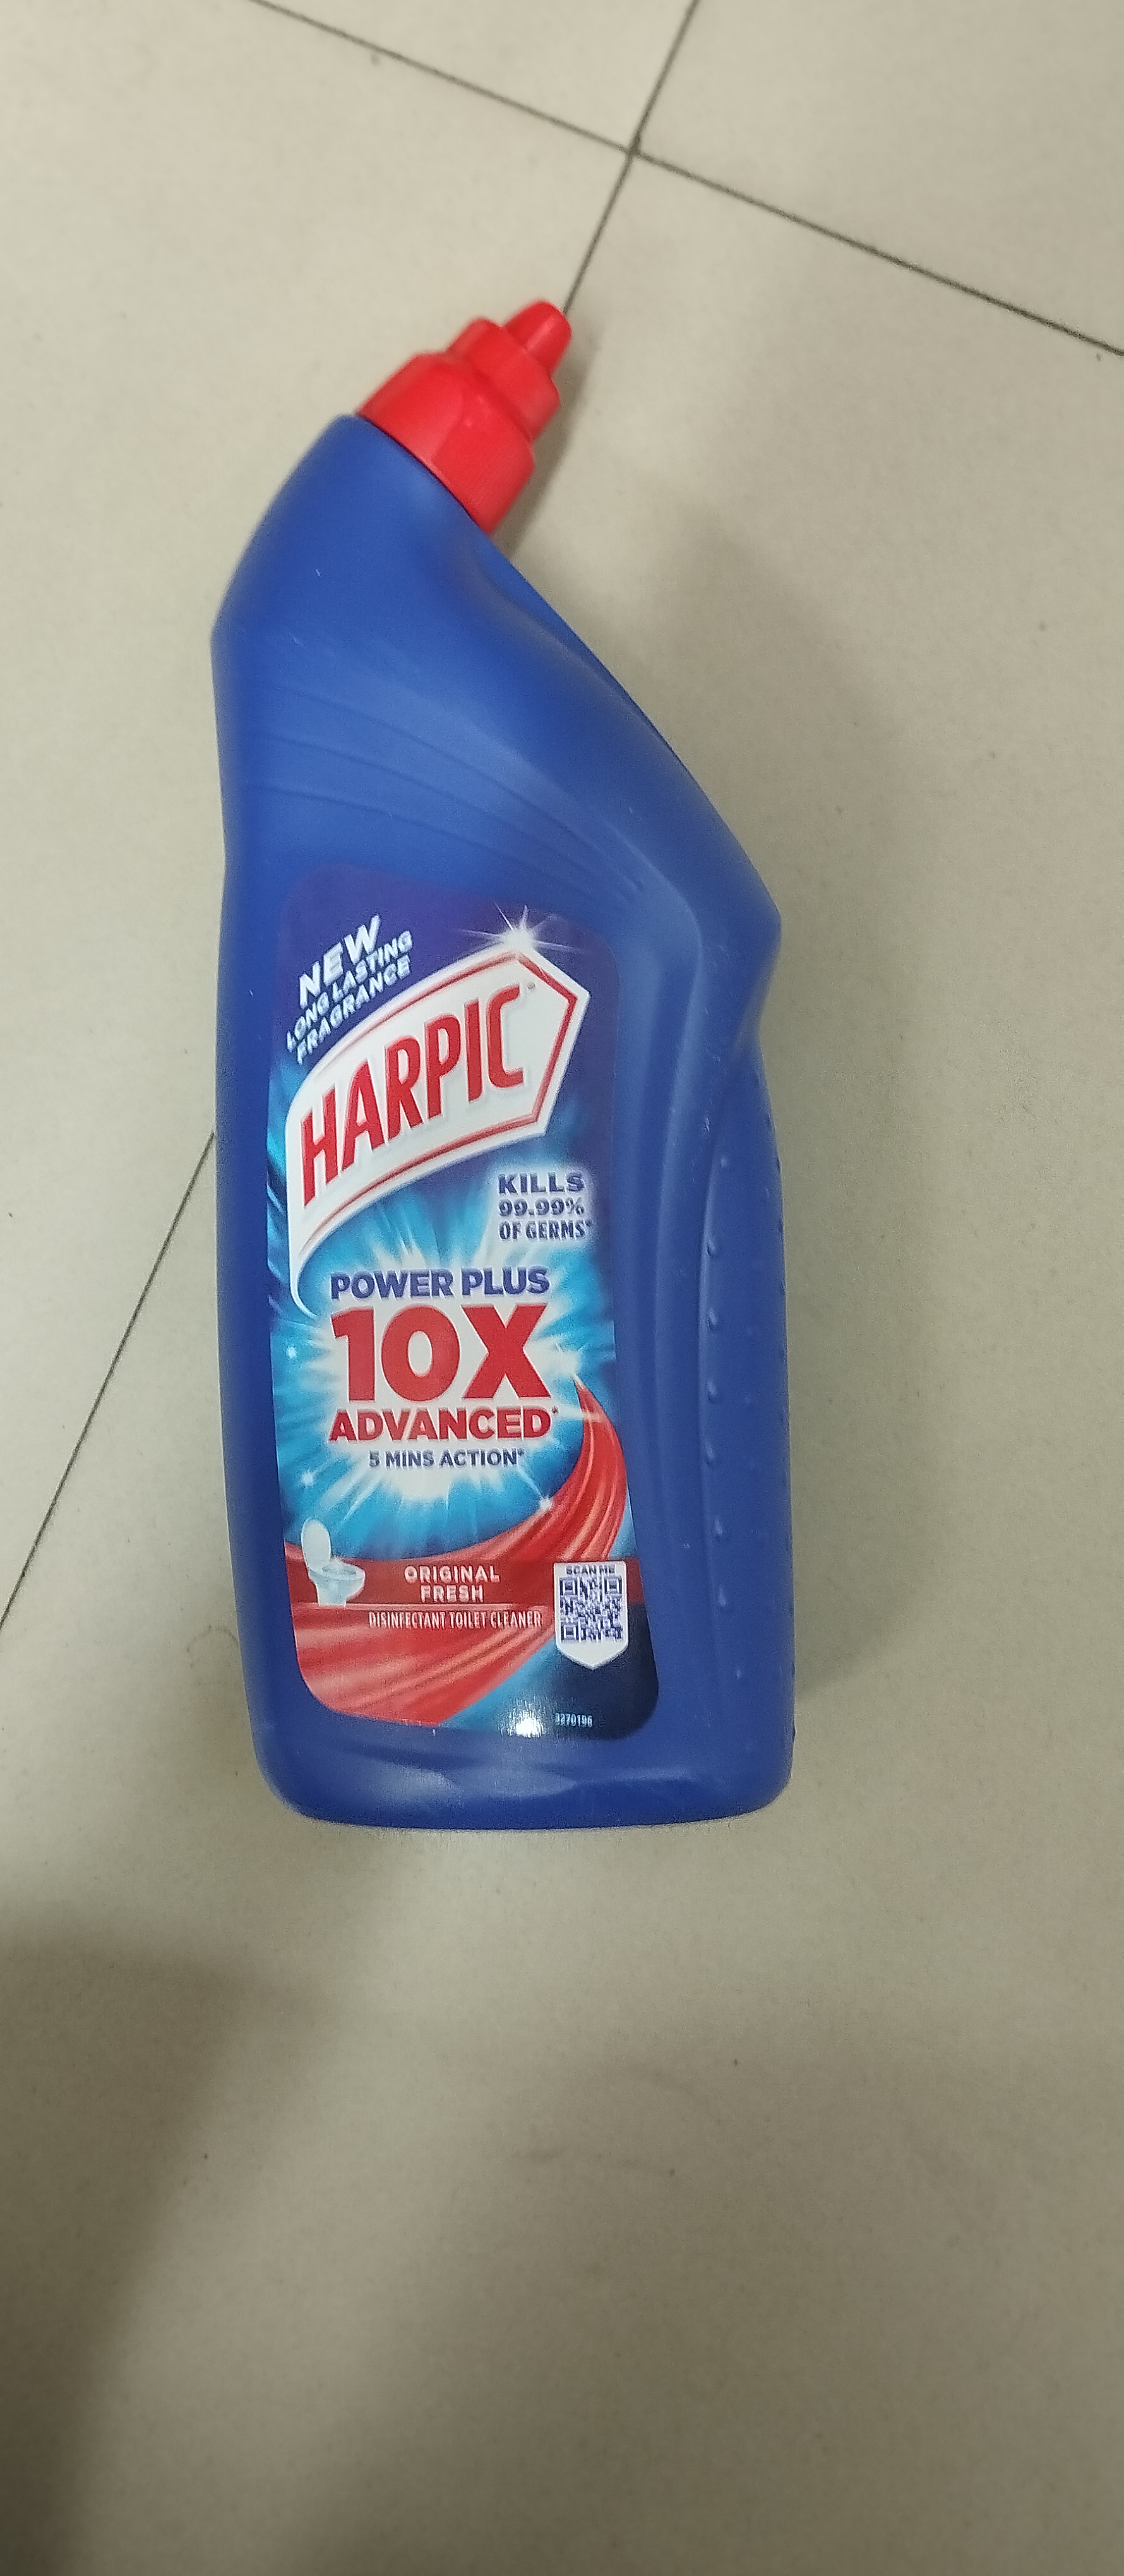 NEW
LONG LASTING
FRAGRANCE
HARPIC
KILLS
99.99%
OF GERMS*
POWER PLUS
10X
ADVANCED*
5 MINS ACTION*
ORIGINAL
FRESH
DISINFECTANT TOILET CLEANER
SCAN ME
3270196